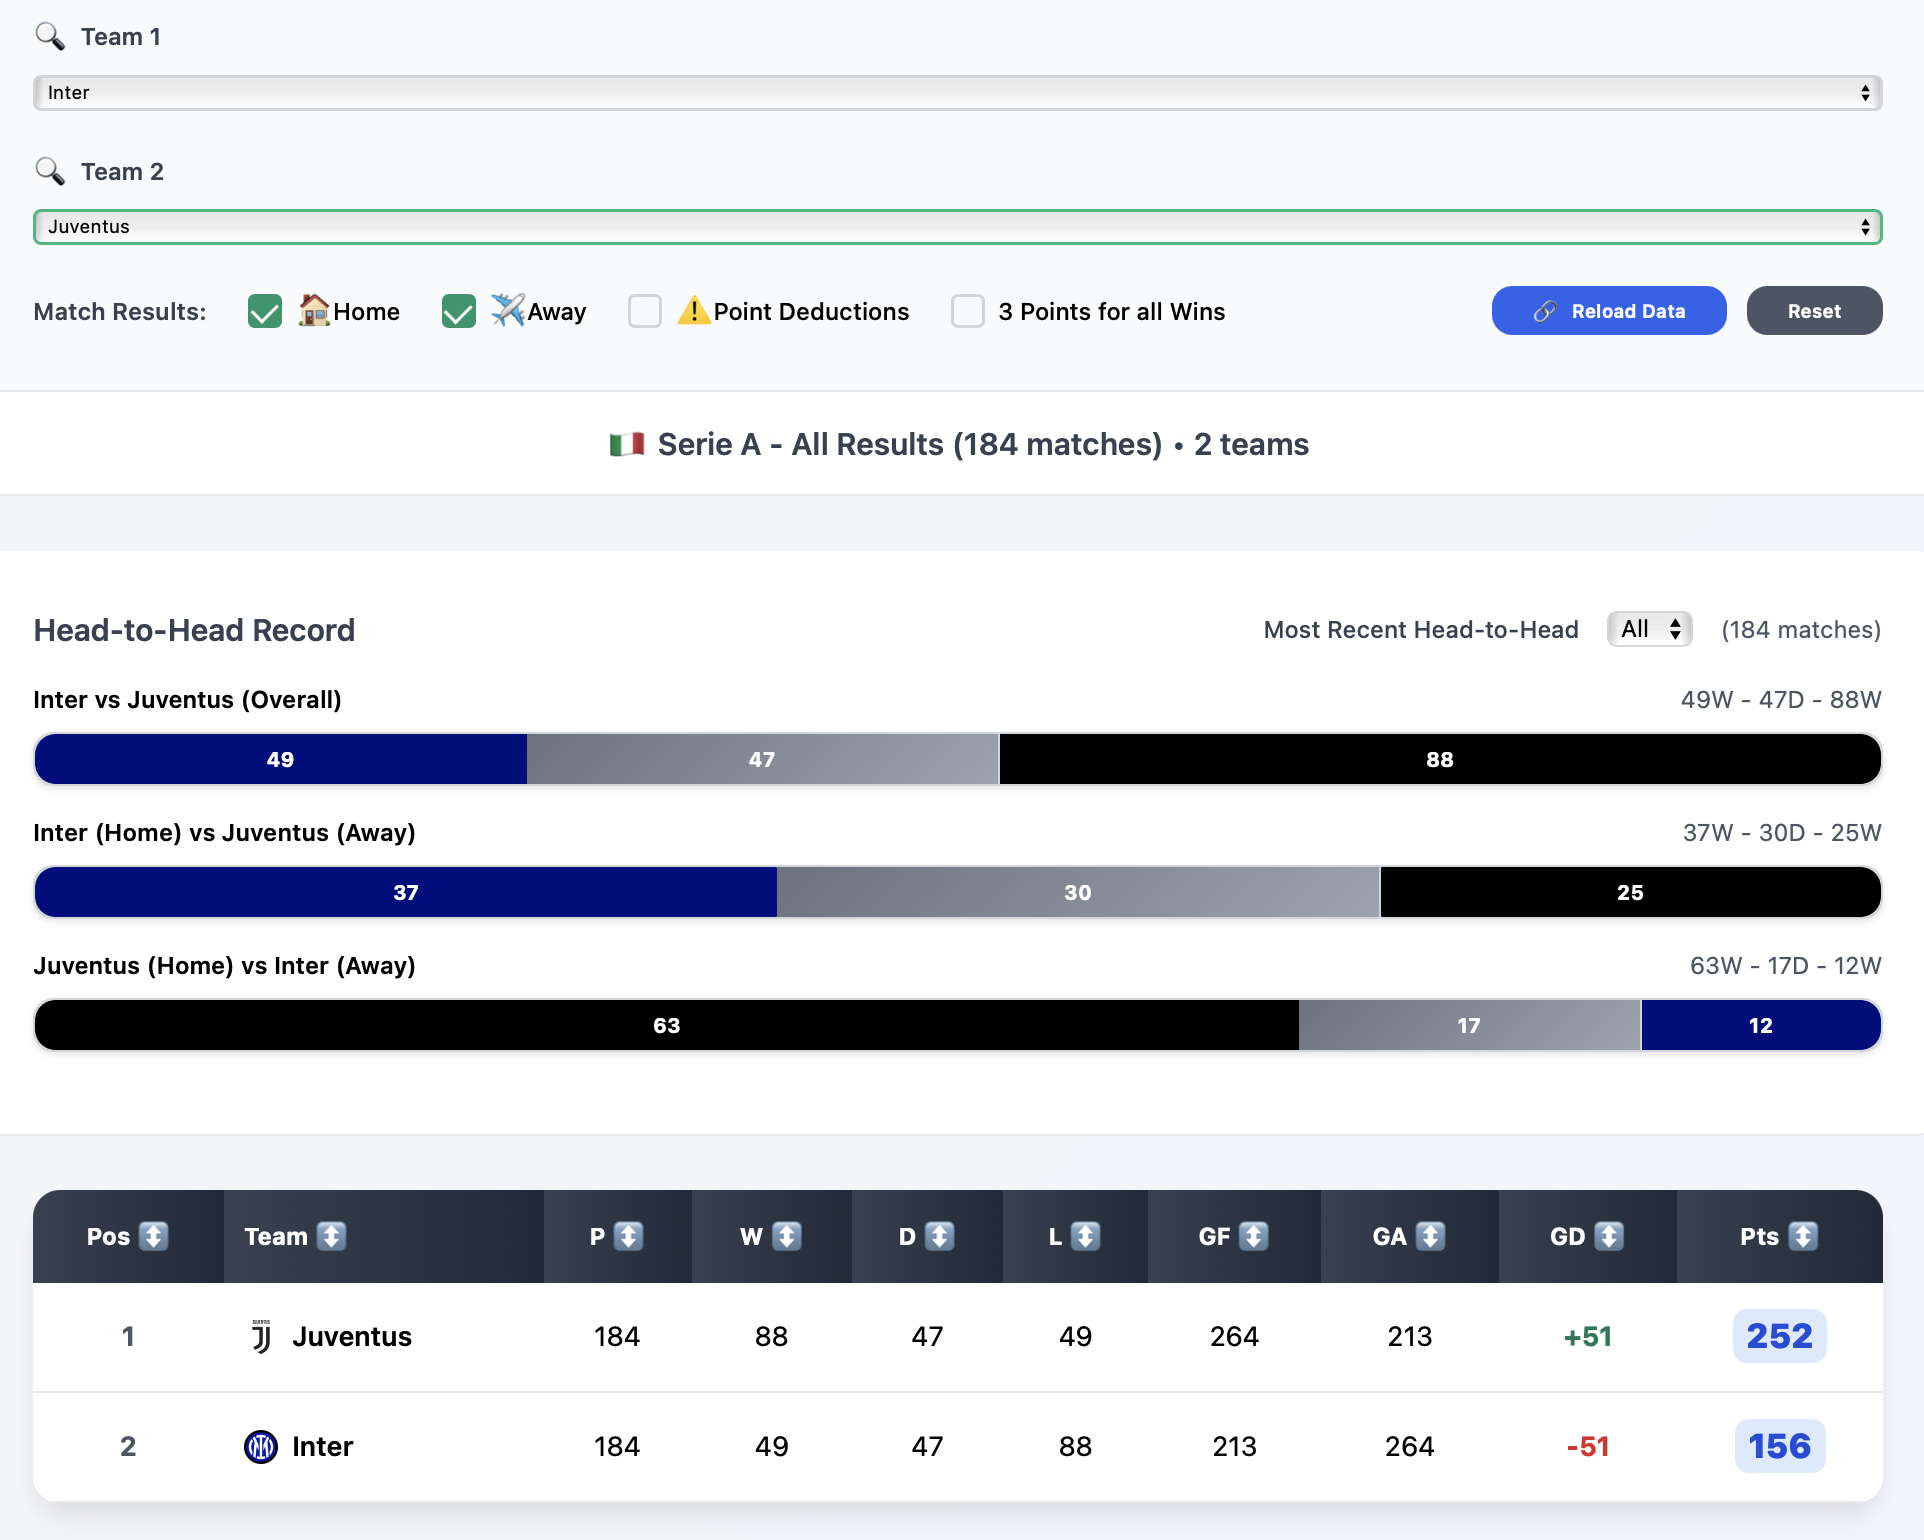 Team 1
Inter
Team 2
Juventus
Match Results: Home Away Point Deductions 3 Points for all Wins Reload Data Reset
Serie A - All Results (184 matches) • 2 teams
Head-to-Head Record Most Recent Head-to-Head All (184 matches)
Inter vs Juventus (Overall) 49W - 47D - 88W
49 47 88
Inter (Home) vs Juventus (Away) 37W - 30D - 25W
37 30 25
Juventus (Home) vs Inter (Away) 63W - 17D - 12W
63 17 12
Pos Team P W D L GF GA GD Pts
1 Juventus 184 88 47 49 264 213 +51 252
2 Inter 184 49 47 88 213 264 -51 156